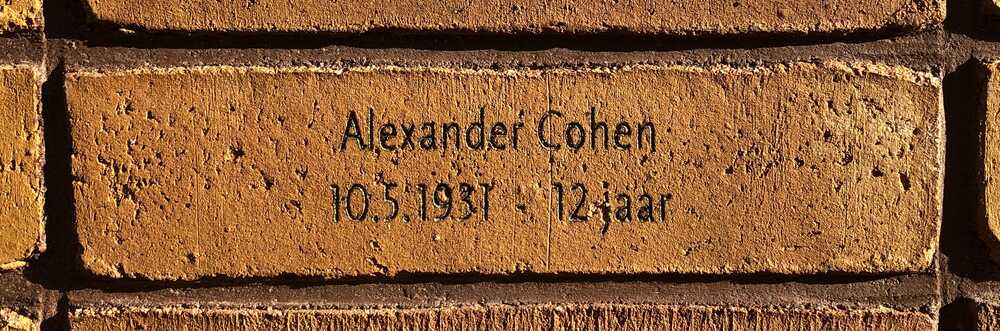 Alexander Cohen
10.5.1931 - 12 jaar